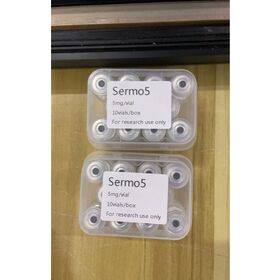 Sermo5
5mg/vial
10vials/box
For research use only
Sermo5
5mg/vial
10vials/box
For research use only